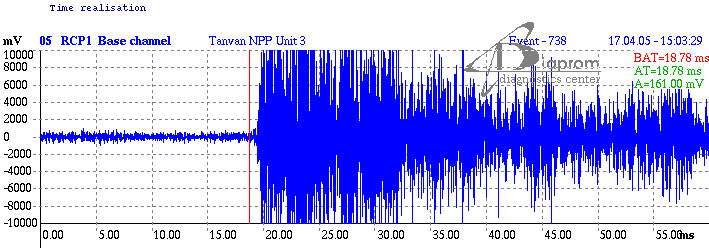 Time realisation
mV 05 RCP1 Base channel Tanvan NPP Unit 3 Event - 738 17.04.05 - 15:03:29
Diaprom
diagnostics center
BAT=18.78 ms
AT=18.78 ms
A=161.00 mV
10000
8000
6000
4000
2000
0
-2000
-4000
-6000
-8000
-10000
0.00 5.00 10.00 15.00 20.00 25.00 30.00 35.00 40.00 45.00 50.00 55.00 ms